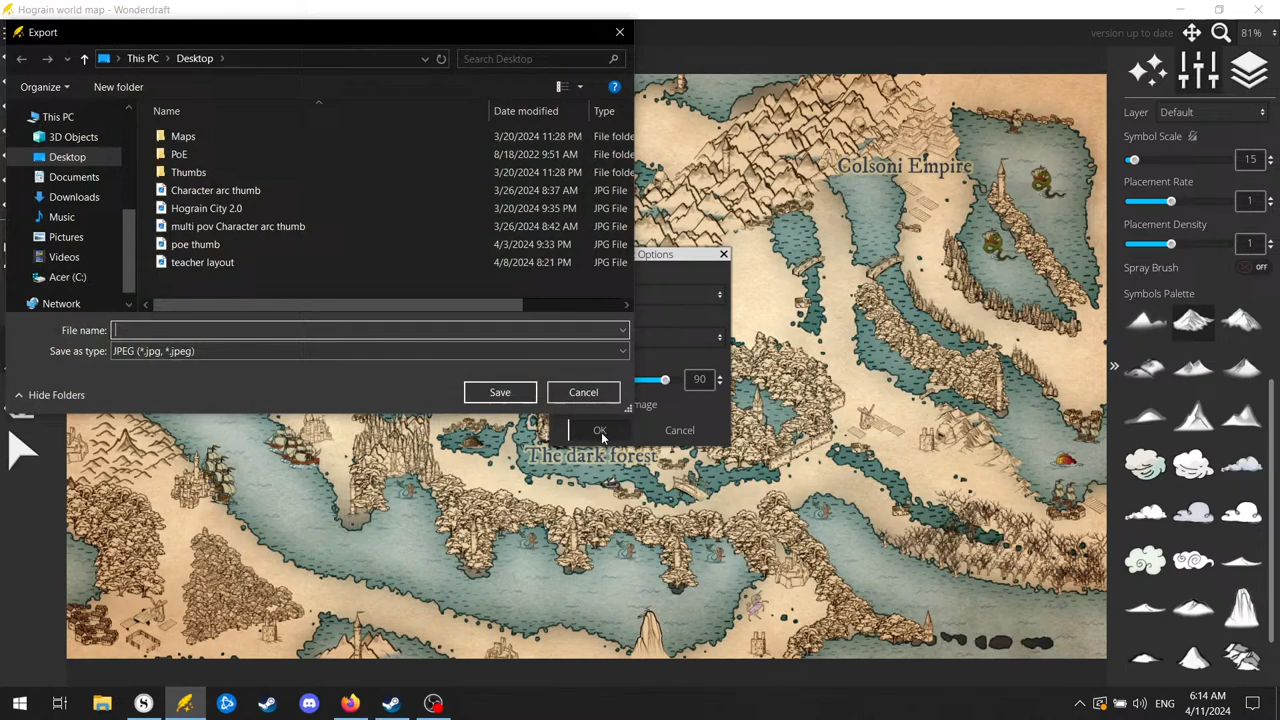 Hograin world map - Wonderdraft
Export
version up to date
81%
This PC
Desktop
Search Desktop
Organize
New folder
This PC
3D Objects
Desktop
Documents
Downloads
Music
Pictures
Videos
Acer (C:)
Network
Name
Date modified
Type
Maps
3/20/2024 11:28 PM
File folde
PoE
8/18/2022 9:51 AM
File folde
Thumbs
3/20/2024 11:28 PM
File folde
Character arc thumb
3/26/2024 8:37 AM
JPG File
Hograin City 2.0
3/20/2024 9:35 PM
JPG File
multi pov Character arc thumb
3/26/2024 8:42 AM
JPG File
poe thumb
4/3/2024 9:33 PM
JPG File
teacher layout
4/8/2024 8:21 PM
JPG File
File name:
Save as type:
JPEG (*.jpg, *.jpeg)
Hide Folders
Save
Cancel
Options
90
mage
OK
Cancel
Colsoni Empire
The dark forest
Layer
Default
Symbol Scale
15
Placement Rate
1
Placement Density
1
Spray Brush
OFF
Symbols Palette
ENG
6:14 AM
4/11/2024